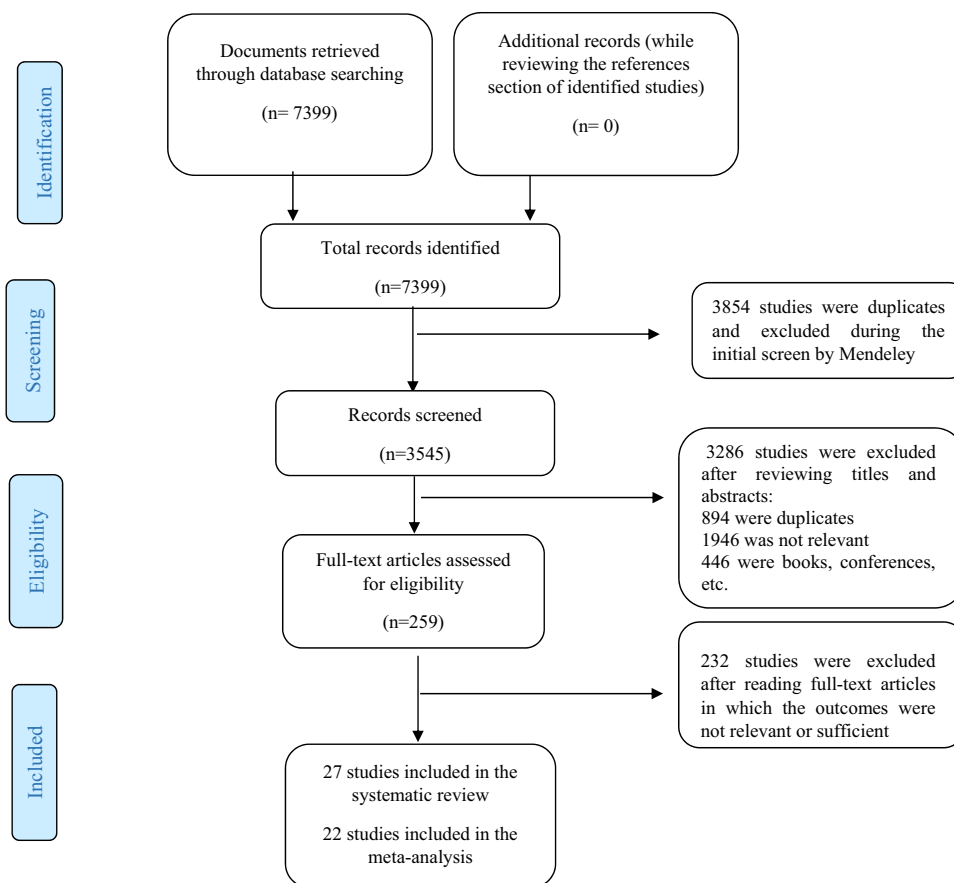 Identification
Documents retrieved
through database searching
(n= 7399)
Additional records (while
reviewing the references
section of identified studies)
(n= 0)
Total records identified
(n=7399)
Screening
3854 studies were duplicates
and excluded during the
initial screen by Mendeley
Records screened
(n=3545)
Eligibility
3286 studies were excluded
after reviewing titles and
abstracts:
894 were duplicates
1946 was not relevant
446 were books, conferences,
etc.
Full-text articles assessed
for eligibility
(n=259)
232 studies were excluded
after reading full-text articles
in which the outcomes were
not relevant or sufficient
Included
27 studies included in the
systematic review
22 studies included in the
meta-analysis